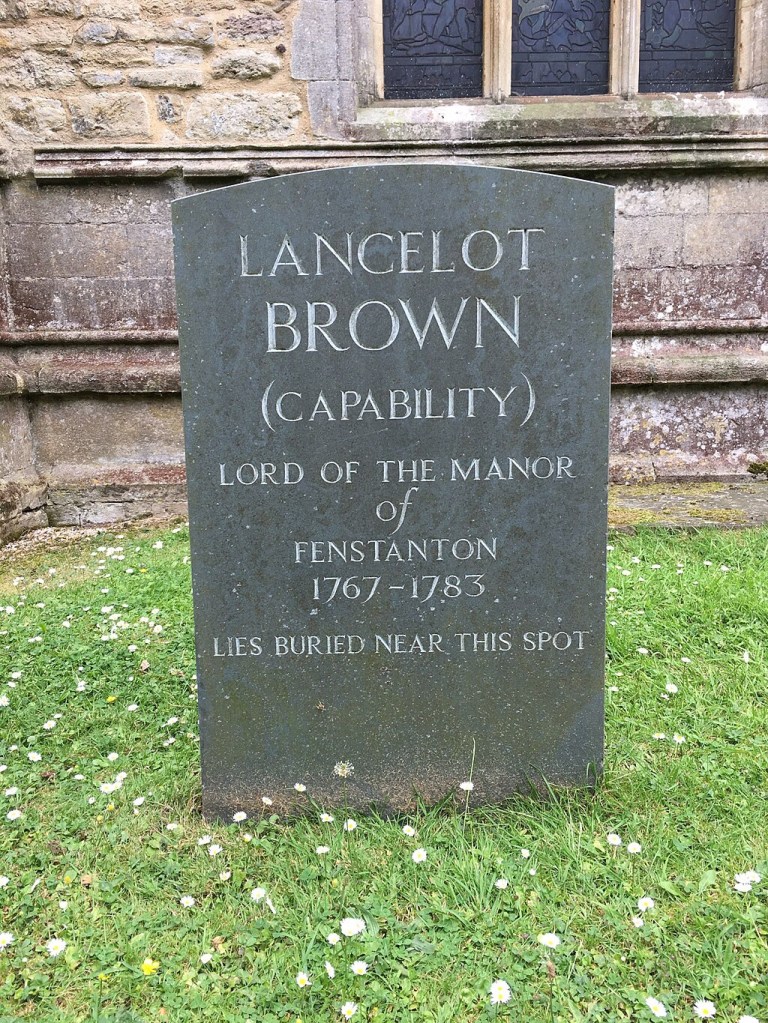 LANCELOT
BROWN
(CAPABILITY)
LORD OF THE MANOR
of
FENSTANTON
1767-1783
LIES BURIED NEAR THIS SPOT